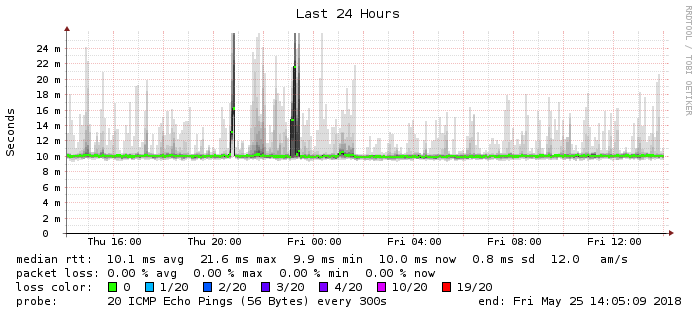 Last 24 Hours
RRDTOOL / TOBI OETIKER
Seconds
24 m
22 m
20 m
18 m
16 m
14 m
12 m
10 m
8 m
6 m
4 m
2 m
0
Thu 16:00 Thu 20:00 Fri 00:00 Fri 04:00 Fri 08:00 Fri 12:00
median rtt: 10.1 ms avg 21.6 ms max 9.9 ms min 10.0 ms now 0.8 ms sd 12.0 am/s
packet loss: 0.00 % avg 0.00 % max 0.00 % min 0.00 % now
loss color: 0 1/20 2/20 3/20 4/20 10/20 19/20
probe: 20 ICMP Echo Pings (56 Bytes) every 300s end: Fri May 25 14:05:09 2018